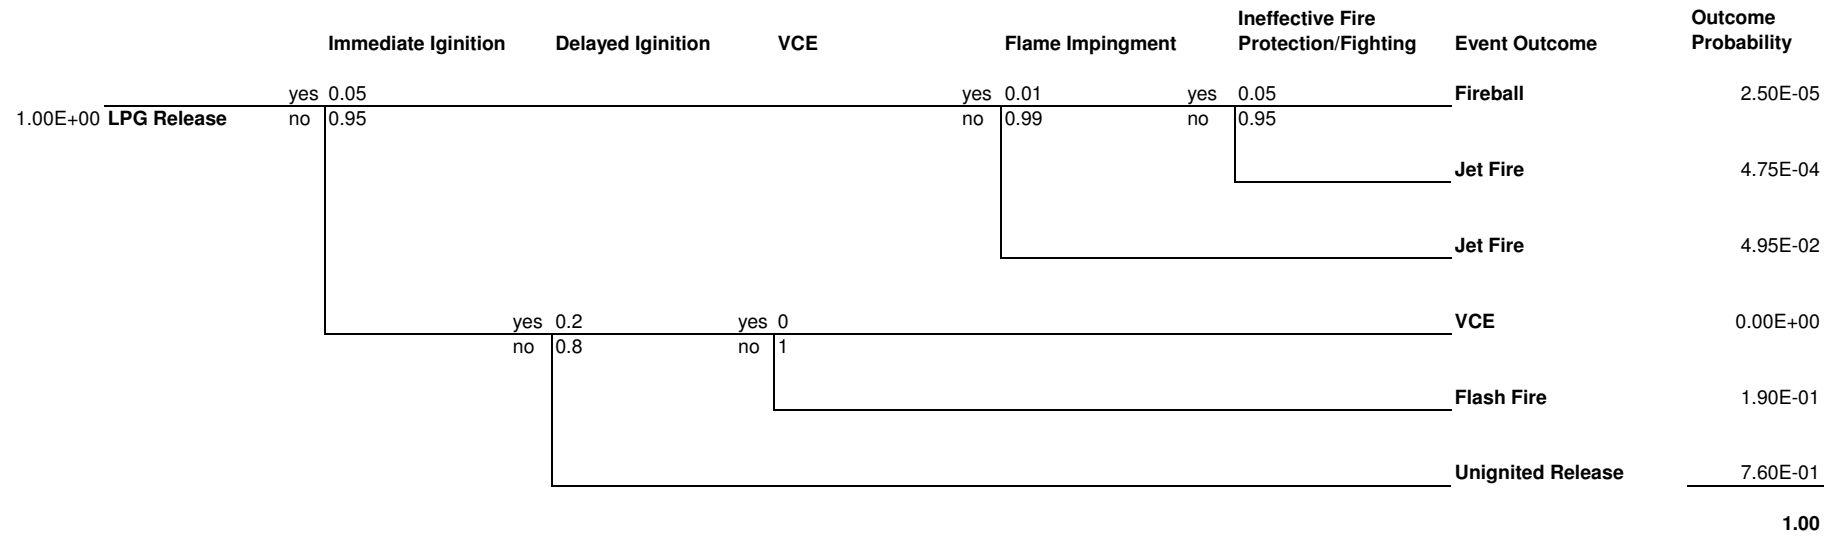 Immediate Iginition Delayed Iginition VCE Flame Impingment Ineffective Fire Protection/Fighting Event Outcome Outcome Probability
yes 0.05 yes 0.01 yes 0.05 Fireball 2.50E-05
1.00E+00 LPG Release no 0.95 no 0.99 no 0.95
Jet Fire 4.75E-04
Jet Fire 4.95E-02
yes 0.2 yes 0 VCE 0.00E+00
no 0.8 no 1
Flash Fire 1.90E-01
Unignited Release 7.60E-01
1.00